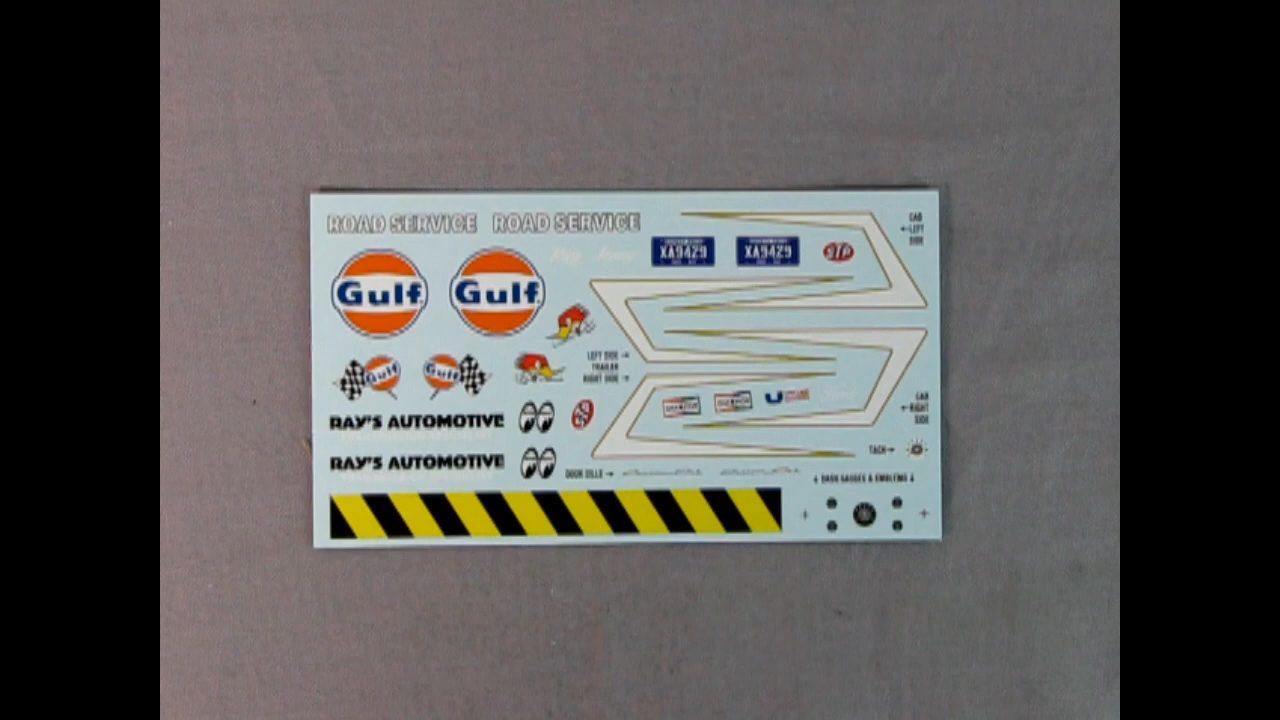 ROAD SERVICE ROAD SERVICE
CAB
LEFT
SIDE
XA9429 XA9429 STP
Gulf Gulf
LEFT SIDE →
TRAILER
RIGHT SIDE →
Gulf Gulf
CAB
← RIGHT
SIDE
RAY'S AUTOMOTIVE
TACH →
RAY'S AUTOMOTIVE
DOOR SILLS →
↓ DASH GAUGES & EMBLEMS ↓